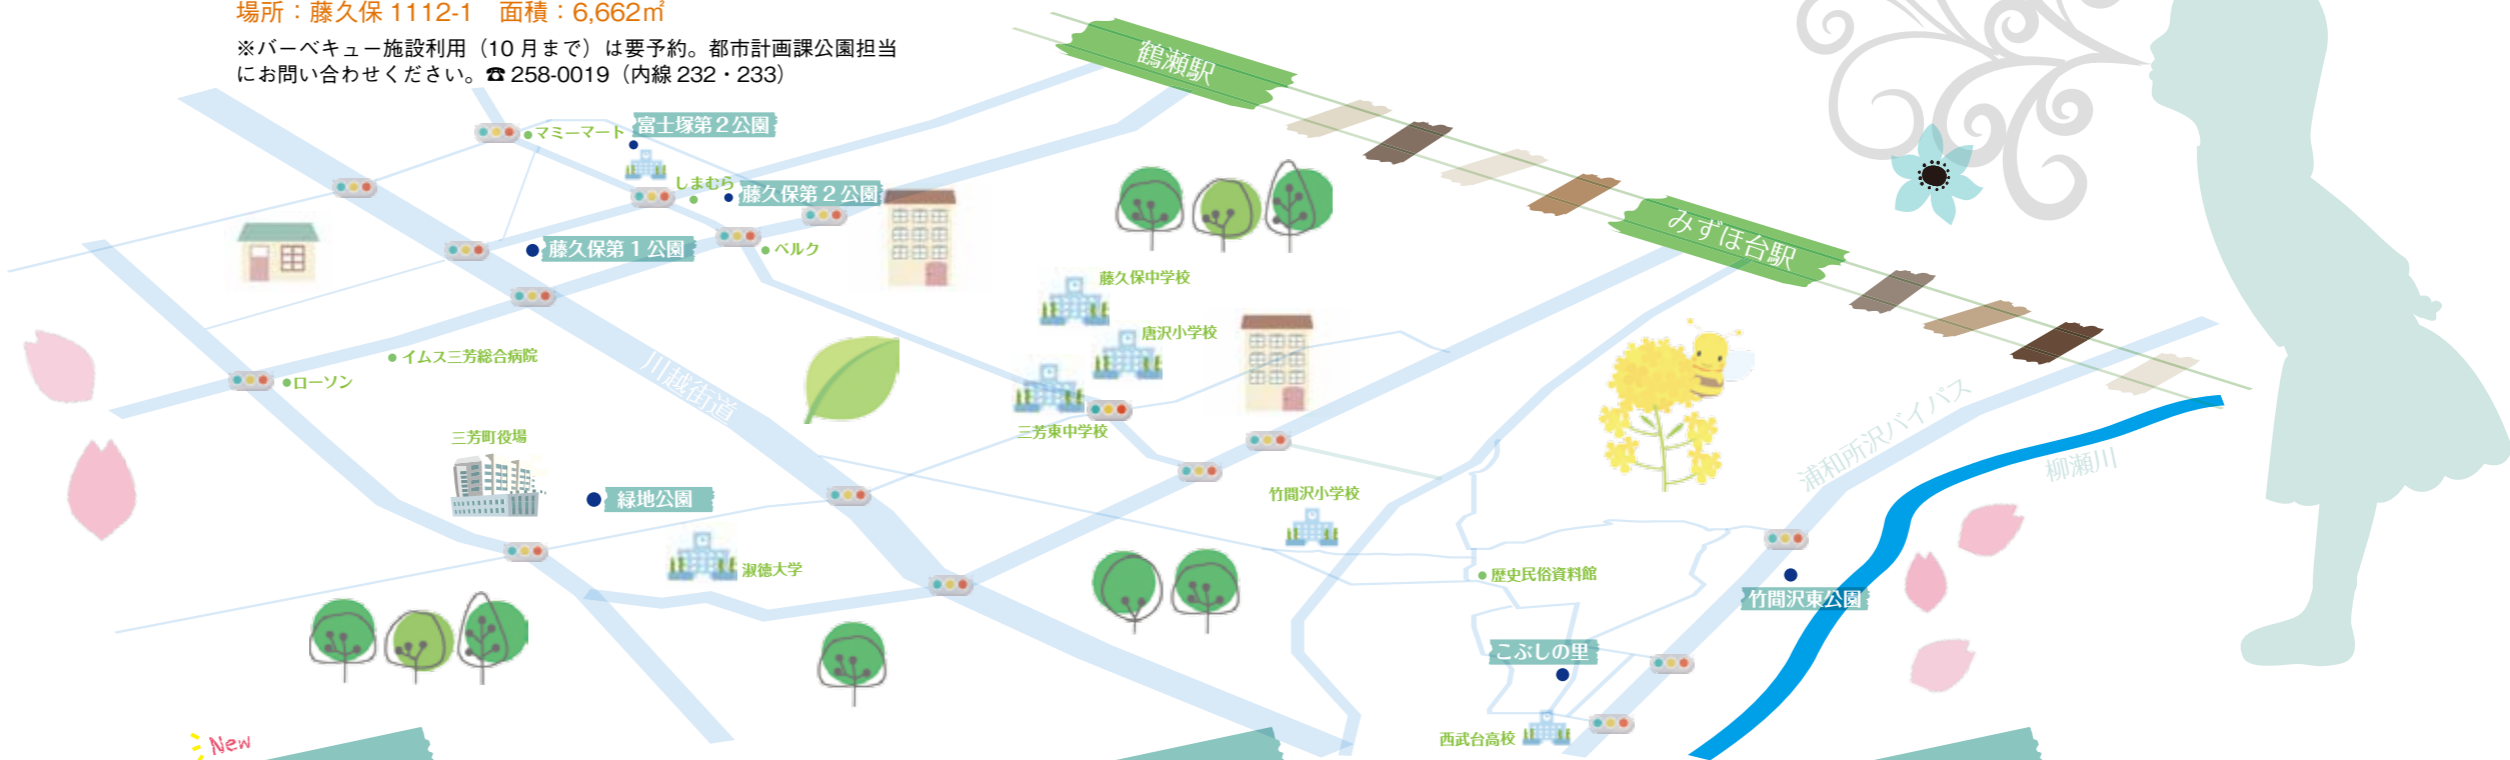 場所：藤久保 1112-1　面積：6,662㎡
※バーベキュー施設利用（10 月まで）は要予約。都市計画課公園担当
にお問い合わせください。☎ 258-0019（内線 232・233）
鶴瀬駅
マミーマート
富士塚第２公園
しまむら
藤久保第２公園
藤久保第１公園
ベルク
みずほ台駅
藤久保中学校
唐沢小学校
イムス三芳総合病院
ローソン
川越街道
三芳東中学校
三芳町役場
浦和所沢バイパス
柳瀬川
緑地公園
竹間沢小学校
淑徳大学
歴史民俗資料館
竹間沢東公園
こぶしの里
西武台高校
New